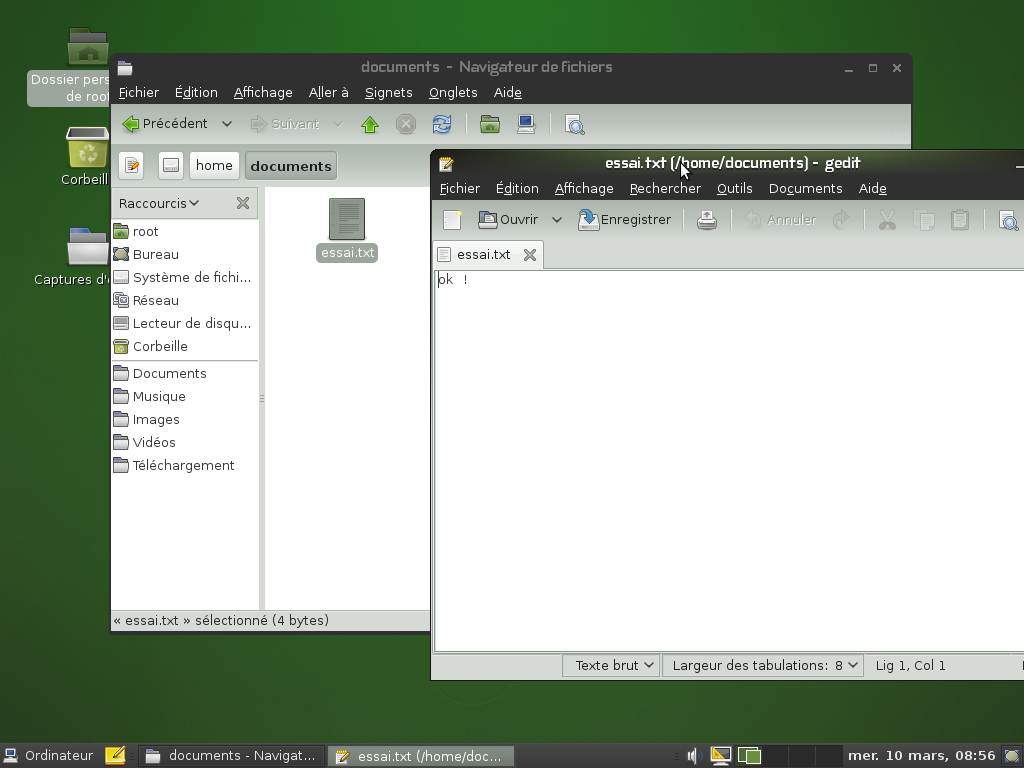 Dossier pers
de root
Corbeill
Captures d'
documents - Navigateur de fichiers
Fichier Édition Affichage Aller à Signets Onglets Aide
Précédent Suivant
home documents
Raccourcis
root
Bureau
Système de fichi...
Réseau
Lecteur de disqu...
Corbeille
Documents
Musique
Images
Vidéos
Téléchargement
essai.txt
« essai.txt » sélectionné (4 bytes)
essai.txt (/home/documents) - gedit
Fichier Édition Affichage Rechercher Outils Documents Aide
Ouvrir Enregistrer Annuler
essai.txt
ok !
Texte brut Largeur des tabulations: 8 Lig 1, Col 1
Ordinateur documents - Navigat... essai.txt (/home/doc... mer. 10 mars, 08:56